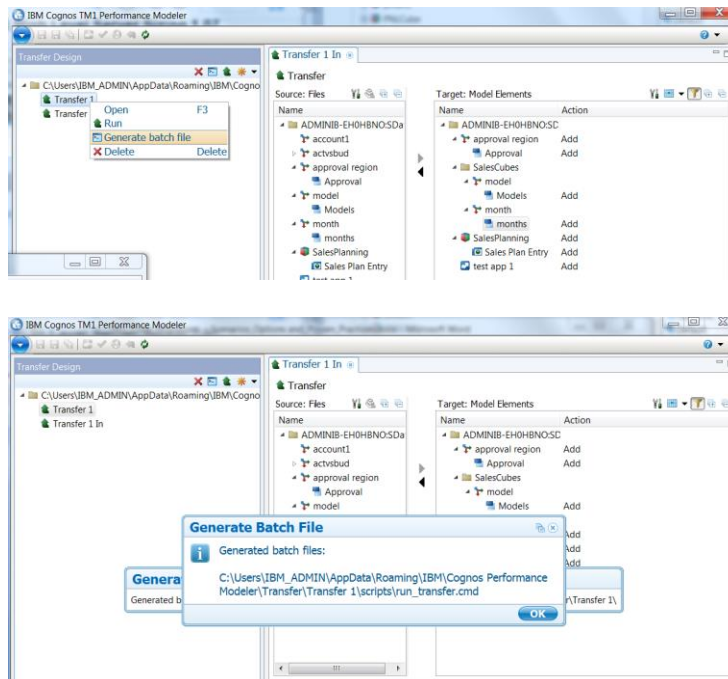 IBM Cognos TM1 Performance Modeler
Transfer Design
C:\Users\IBM_ADMIN\AppData\Roaming\IBM\Cogno
Transfer 1
Transfer
Open F3
Run
Generate batch file
Delete Delete
Transfer 1 In
Transfer
Source: Files
Name
ADMINIB-EH0HBNO:SDa
account1
actvsbud
approval region
Approval
model
Models
month
months
SalesPlanning
Sales Plan Entry
Target: Model Elements
Name Action
ADMINIB-EH0HBNO:SD
approval region Add
Approval Add
SalesCubes
model
Models Add
month
months Add
SalesPlanning Add
Sales Plan Entry Add
test app 1 Add
IBM Cognos TM1 Performance Modeler
Transfer Design
C:\Users\IBM_ADMIN\AppData\Roaming\IBM\Cogno
Transfer 1
Transfer 1 In
Transfer 1 In
Transfer
Source: Files
Name
ADMINIB-EH0HBNO:SDa
account1
actvsbud
approval region
Approval
model
Target: Model Elements
Name Action
ADMINIB-EH0HBNO:SD
approval region Add
Approval Add
SalesCubes
model
Models Add
Add
Add
Add
Generate Batch File
Generated batch files:
C:\Users\IBM_ADMIN\AppData\Roaming\IBM\Cognos Performance
Modeler\Transfer\Transfer 1\scripts\run_transfer.cmd
OK
Genera
Generated b
r\Transfer 1\